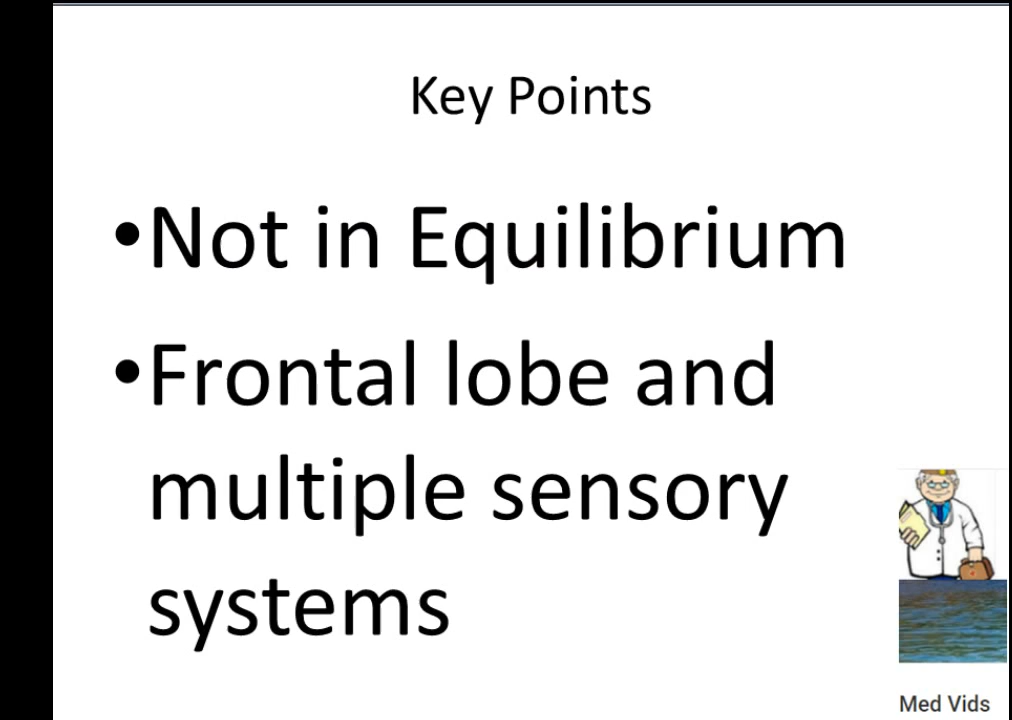 Key Points
•Not in Equilibrium
•Frontal lobe and
multiple sensory
systems
Med Vids